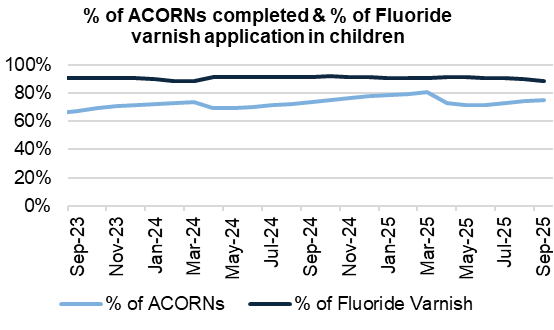 % of ACORNs completed & % of Fluoride
varnish application in children
100%
80%
60%
40%
20%
0%
Sep-23
Nov-23
Jan-24
Mar-24
May-24
Jul-24
Sep-24
Nov-24
Jan-25
Mar-25
May-25
Jul-25
Sep-25
% of ACORNs
% of Fluoride Varnish